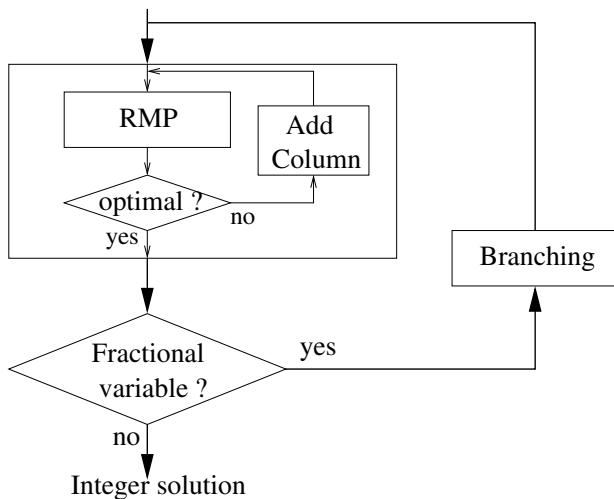 RMP
Add
Column
optimal ?
no
yes
Branching
Fractional
variable ?
yes
no
Integer solution